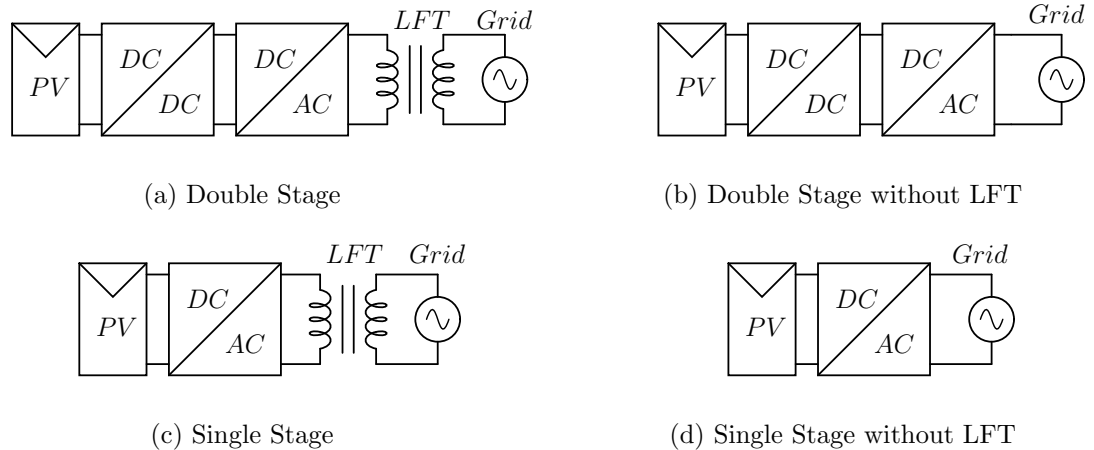 LFT Grid
PV DC DC DC AC
(a) Double Stage
Grid
PV DC DC DC AC
(b) Double Stage without LFT
LFT Grid
PV DC AC
(c) Single Stage
Grid
PV DC AC
(d) Single Stage without LFT